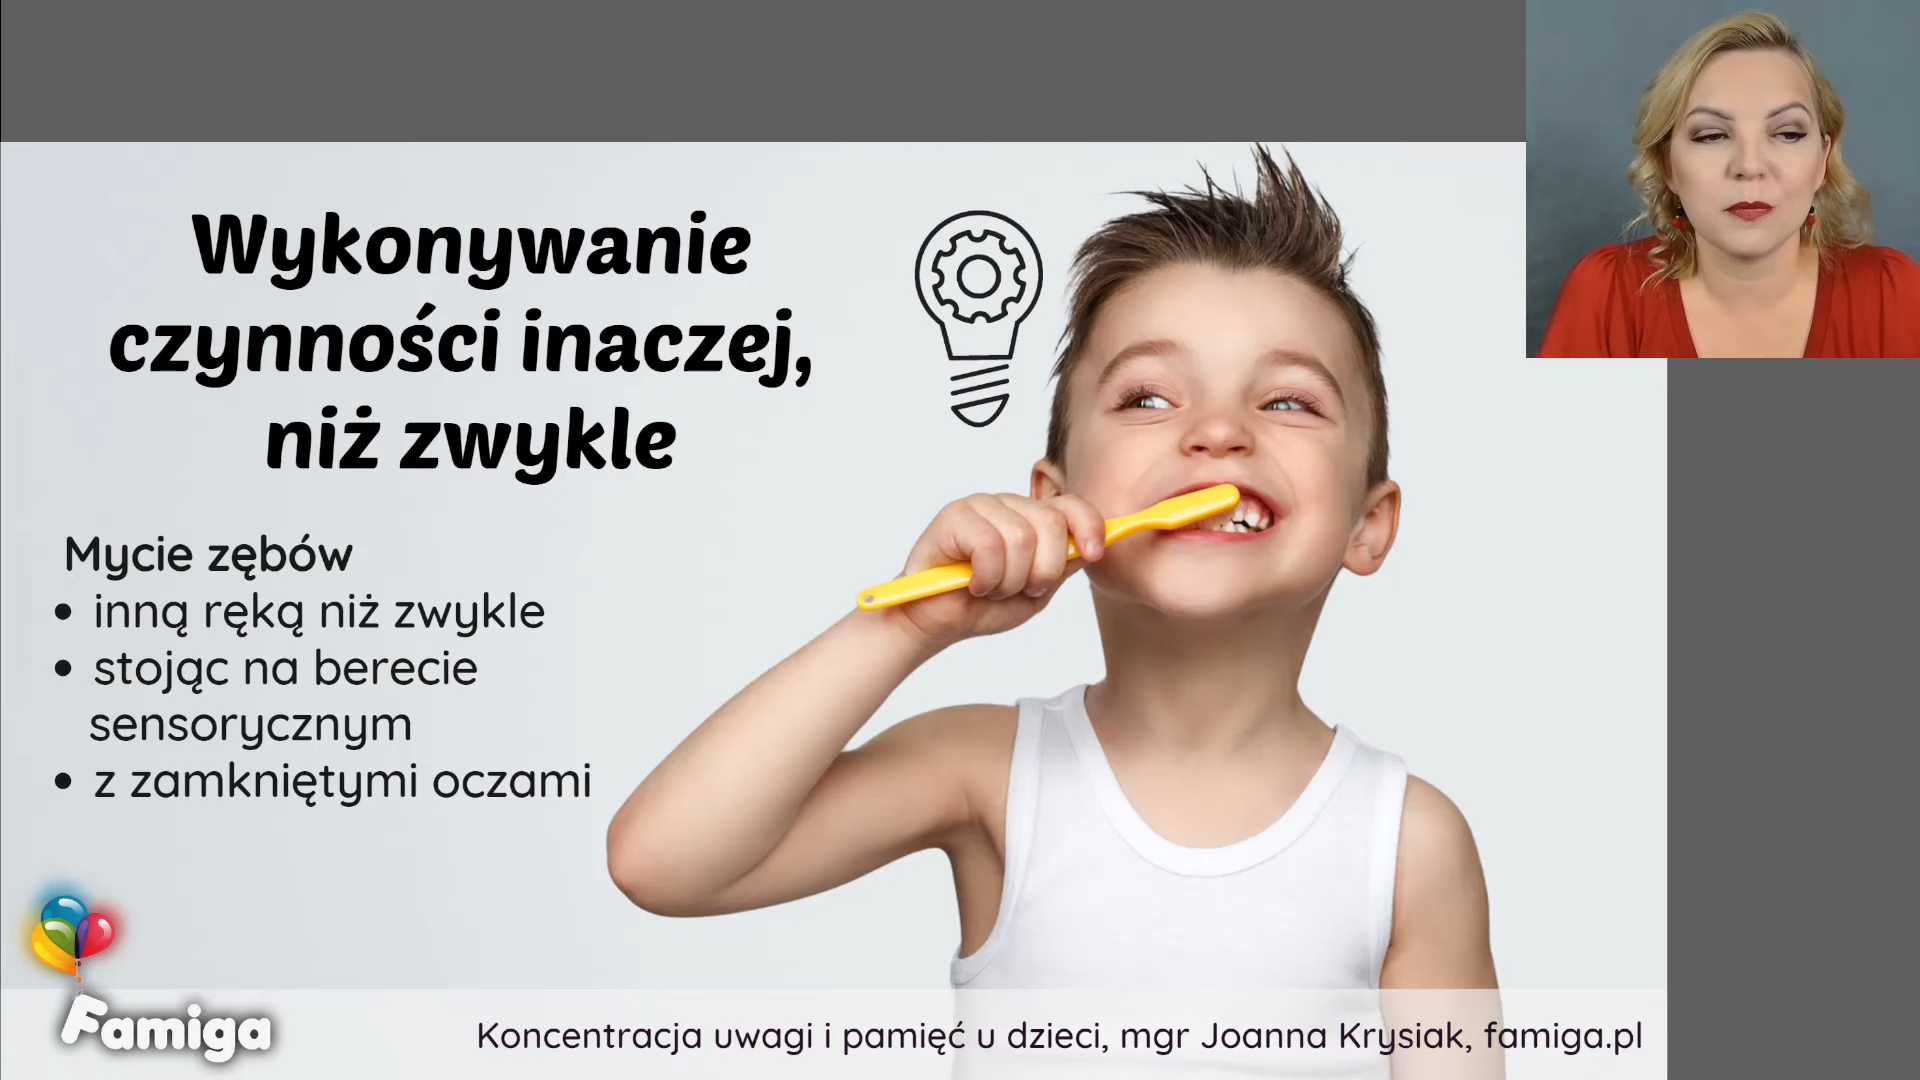 Wykonywanie
czynności inaczej,
niż zwykle
Mycie zębów
• inną ręką niż zwykle
• stojąc na berecie
sensorycznym
• z zamkniętymi oczami
Famiga
Koncentracja uwagi i pamięć u dzieci, mgr Joanna Krysiak, famiga.pl